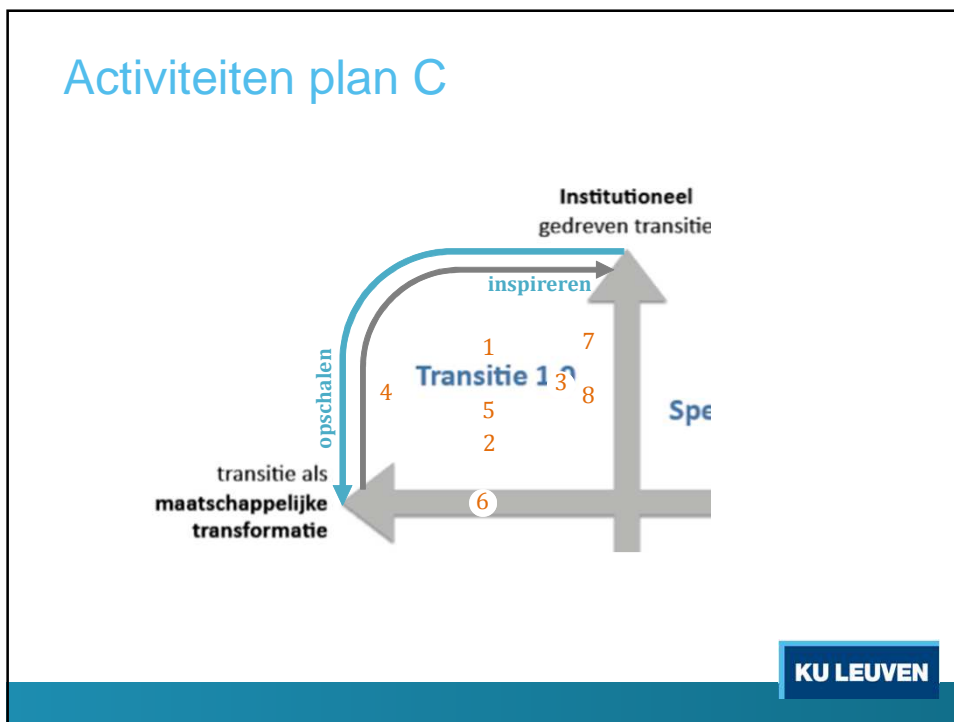 Activiteiten plan C
Institutioneel
gedreven transitie
inspireren
opschalen
1
7
Transitie 1.0
3
4
8
5
Spe
2
transitie als
maatschappelijke
transformatie
6
KU LEUVEN